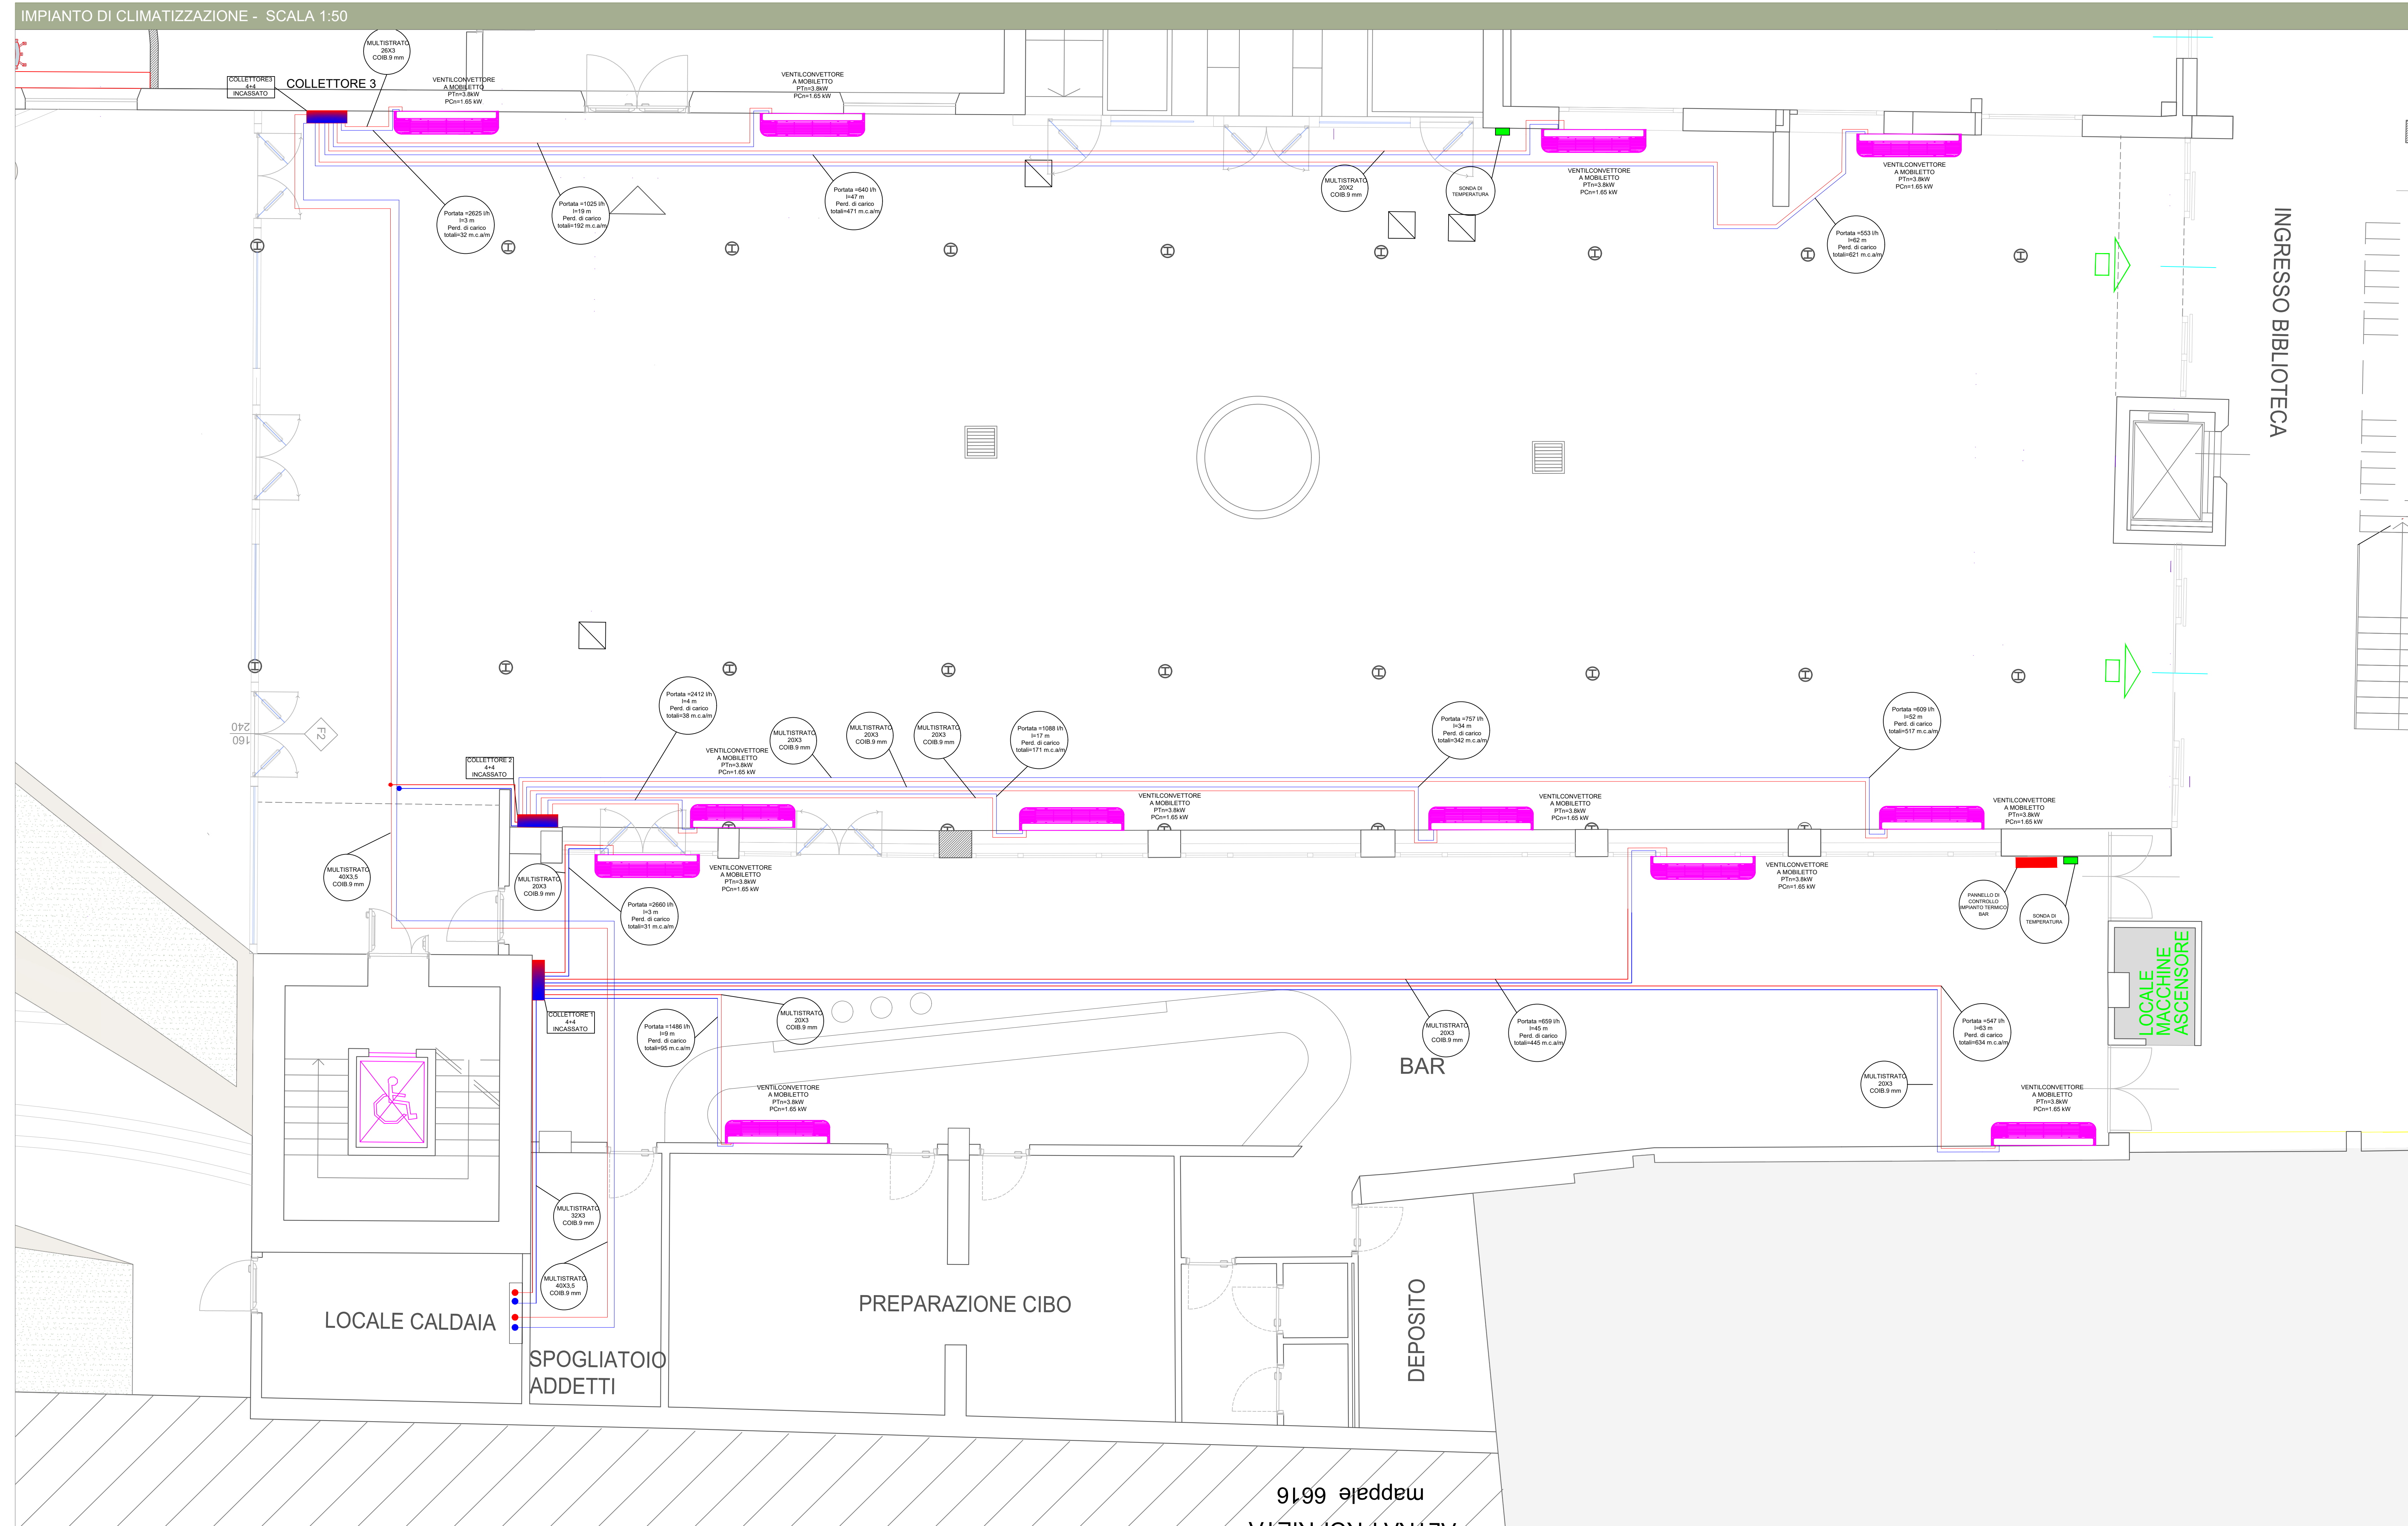 IMPIANTO DI CLIMATIZZAZIONE - SCALA 1:50
MULTISTRATO
26X3
COIB.9 mm
COLLETTORE3
4+4
INCASSATO
COLLETTORE 3
VENTILCONVETTORE
A MOBILETTO
PTn=3.8kW
PCn=1.65 kW
VENTILCONVETTORE
A MOBILETTO
PTn=3.8kW
PCn=1.65 kW
Portata =2625 l/h
l=3 m
Perd. di carico
totali=32 m.c.a/m
Portata =1025 l/h
l=19 m
Perd. di carico
totali=192 m.c.a/m
Portata =640 l/h
l=47 m
Perd. di carico
totali=471 m.c.a/m
MULTISTRATO
20X2
COIB.9 mm
SONDA DI
TEMPERATURA
VENTILCONVETTORE
A MOBILETTO
PTn=3.8kW
PCn=1.65 kW
VENTILCONVETTORE
A MOBILETTO
PTn=3.8kW
PCn=1.65 kW
Portata =553 l/h
l=62 m
Perd. di carico
totali=621 m.c.a/m
INGRESSO BIBLIOTECA
240
160
F2
Portata =2412 l/h
l=4 m
Perd. di carico
totali=38 m.c.a/m
COLLETTORE 2
4+4
INCASSATO
VENTILCONVETTORE
A MOBILETTO
PTn=3.8kW
PCn=1.65 kW
MULTISTRATO
20X3
COIB.9 mm
MULTISTRATO
20X3
COIB.9 mm
MULTISTRATO
20X3
COIB.9 mm
Portata =1088 l/h
l=17 m
Perd. di carico
totali=171 m.c.a/m
Portata =757 l/h
l=34 m
Perd. di carico
totali=342 m.c.a/m
Portata =609 l/h
l=52 m
Perd. di carico
totali=517 m.c.a/m
VENTILCONVETTORE
A MOBILETTO
PTn=3.8kW
PCn=1.65 kW
VENTILCONVETTORE
A MOBILETTO
PTn=3.8kW
PCn=1.65 kW
VENTILCONVETTORE
A MOBILETTO
PTn=3.8kW
PCn=1.65 kW
MULTISTRATO
40X3,5
COIB.9 mm
MULTISTRATO
20X3
COIB.9 mm
VENTILCONVETTORE
A MOBILETTO
PTn=3.8kW
PCn=1.65 kW
Portata =2660 l/h
l=3 m
Perd. di carico
totali=31 m.c.a/m
VENTILCONVETTORE
A MOBILETTO
PTn=3.8kW
PCn=1.65 kW
PANNELLO DI
CONTROLLO
IMPIANTO TERMICO
BAR
SONDA DI
TEMPERATURA
LOCALE
MACCHINE
ASCENSORE
COLLETTORE 1
4+4
INCASSATO
Portata =1486 l/h
l=9 m
Perd. di carico
totali=95 m.c.a/m
MULTISTRATO
20X3
COIB.9 mm
MULTISTRATO
20X3
COIB.9 mm
Portata =659 l/h
l=45 m
Perd. di carico
totali=445 m.c.a/m
Portata =547 l/h
l=63 m
Perd. di carico
totali=634 m.c.a/m
BAR
MULTISTRATO
20X3
COIB.9 mm
VENTILCONVETTORE
A MOBILETTO
PTn=3.8kW
PCn=1.65 kW
VENTILCONVETTORE
A MOBILETTO
PTn=3.8kW
PCn=1.65 kW
MULTISTRATO
32X3
COIB.9 mm
MULTISTRATO
40X3,5
COIB.9 mm
LOCALE CALDAIA
SPOGLIATOIO
ADDETTI
PREPARAZIONE CIBO
DEPOSITO
mappale 6616